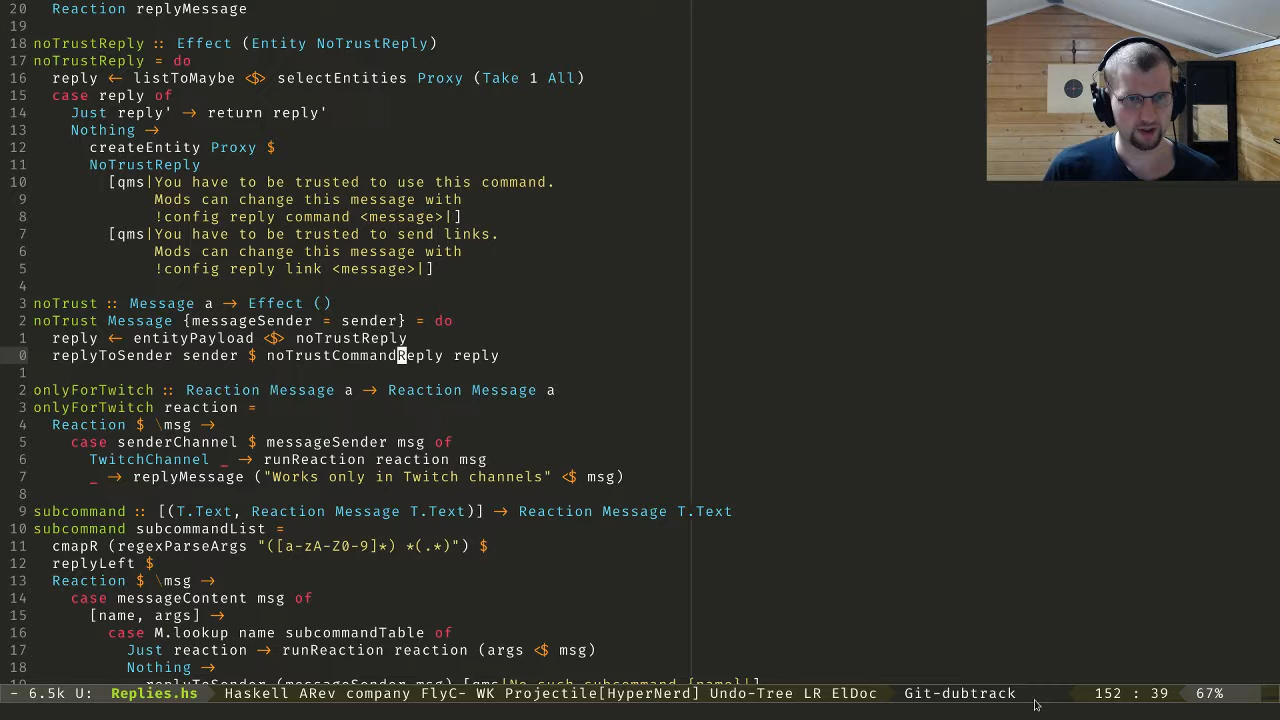 20 Reaction replyMessage
19
18 noTrustReply :: Effect (Entity NoTrustReply)
17 noTrustReply = do
16 reply ← listToMaybe <$> selectEntities Proxy (Take 1 All)
15 case reply of
14 Just reply' → return reply'
13 Nothing →
12 createEntity Proxy $
11 NoTrustReply
10 [qms|You have to be trusted to use this command.
9 Mods can change this message with
8 !config reply command <message>|]
7 [qms|You have to be trusted to send links.
6 Mods can change this message with
5 !config reply link <message>|]
4
3 noTrust :: Message a → Effect ()
2 noTrust Message {messageSender = sender} = do
1 reply ← entityPayload <$> noTrustReply
0 replyToSender sender $ noTrustCommandReply reply
1
2 onlyForTwitch :: Reaction Message a → Reaction Message a
3 onlyForTwitch reaction =
4 Reaction $ \msg →
5 case senderChannel $ messageSender msg of
6 TwitchChannel _ → runReaction reaction msg
7 _ → replyMessage ("Works only in Twitch channels" <$ msg)
8
9 subcommand :: [(T.Text, Reaction Message T.Text)] → Reaction Message T.Text
10 subcommand subcommandList =
11 cmapR (regexParseArgs "([a-zA-Z0-9]*) *(.*)") $
12 replyLeft $
13 Reaction $ \msg →
14 case messageContent msg of
15 [name, args] →
16 case M.lookup name subcommandTable of
17 Just reaction → runReaction reaction (args <$ msg)
18 Nothing →
replyToSender (messageSender msg) [qms|No such subcommand {name}|]
- 6.5k U: Replies.hs Haskell ARev company FlyC- WK Projectile[HyperNerd] Undo-Tree LR ElDoc Git-dubtrack 152 : 39 67%